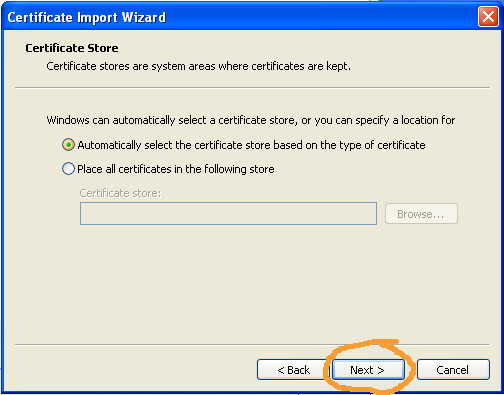 Certificate Import Wizard
Certificate Store
Certificate stores are system areas where certificates are kept.
Windows can automatically select a certificate store, or you can specify a location for
Automatically select the certificate store based on the type of certificate
Place all certificates in the following store
Certificate store:
Browse...
< Back
Next >
Cancel